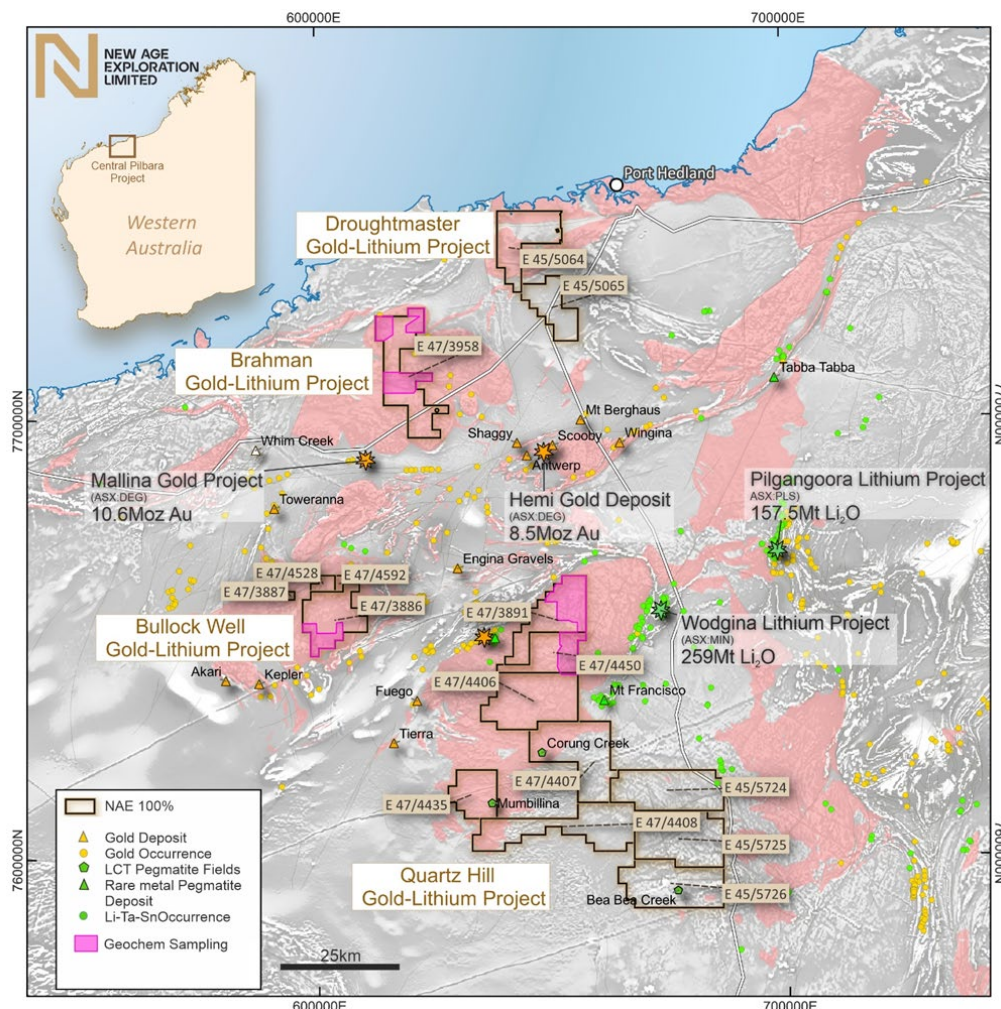 600000E
700000E
NEW AGE
EXPLORATION
LIMITED
Central Pilbara
Project
Western
Australia
Port Hedland
Droughtmaster
Gold-Lithium Project
E 45/5064
E 45/5065
Brahman
Gold-Lithium Project
E 47/3958
Tabba Tabba
7700000N
7700000N
Mt Berghaus
Shaggy
Scooby
Wingina
Whim Creek
Antwerp
Mallina Gold Project
(ASX:DEG)
10.6Moz Au
Hemi Gold Deposit
(ASX:DEG)
8.5Moz Au
Pilgangoora Lithium Project
(ASX:PLS)
157.5Mt Li₂O
Toweranna
Engina Gravels
E 47/4528
E 47/4592
E 47/3887
E 47/3886
E 47/3891
Bullock Well
Gold-Lithium Project
Wodgina Lithium Project
(ASX:MIN)
259Mt Li₂O
E 47/4450
Akari
Kepler
E 47/4406
Fuego
Mt Francisco
Tierra
Corung Creek
E 47/4407
E 45/5724
E 47/4435
Mumbillina
E 47/4408
E 45/5725
Quartz Hill
Gold-Lithium Project
Bea Bea Creek
E 45/5726
7600000N
7600000N
NAE 100%
Gold Deposit
Gold Occurrence
LCT Pegmatite Fields
Rare metal Pegmatite
Deposit
Li-Ta-SnOccurrence
Geochem Sampling
25km
600000E
700000E